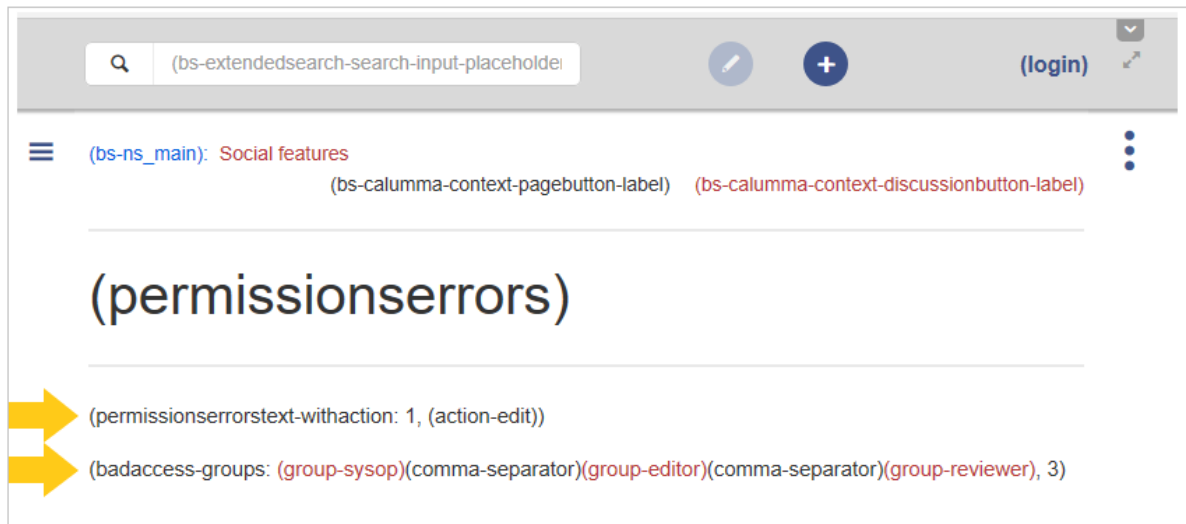 (bs-extendedsearch-search-input-placeholde
(login)
(bs-ns_main): Social features
(bs-calumma-context-pagebutton-label) (bs-calumma-context-discussionbutton-label)
(permissionserrors)
(permissionserrorstext-withaction: 1, (action-edit))
(badaccess-groups: (group-sysop)(comma-separator)(group-editor)(comma-separator)(group-reviewer), 3)